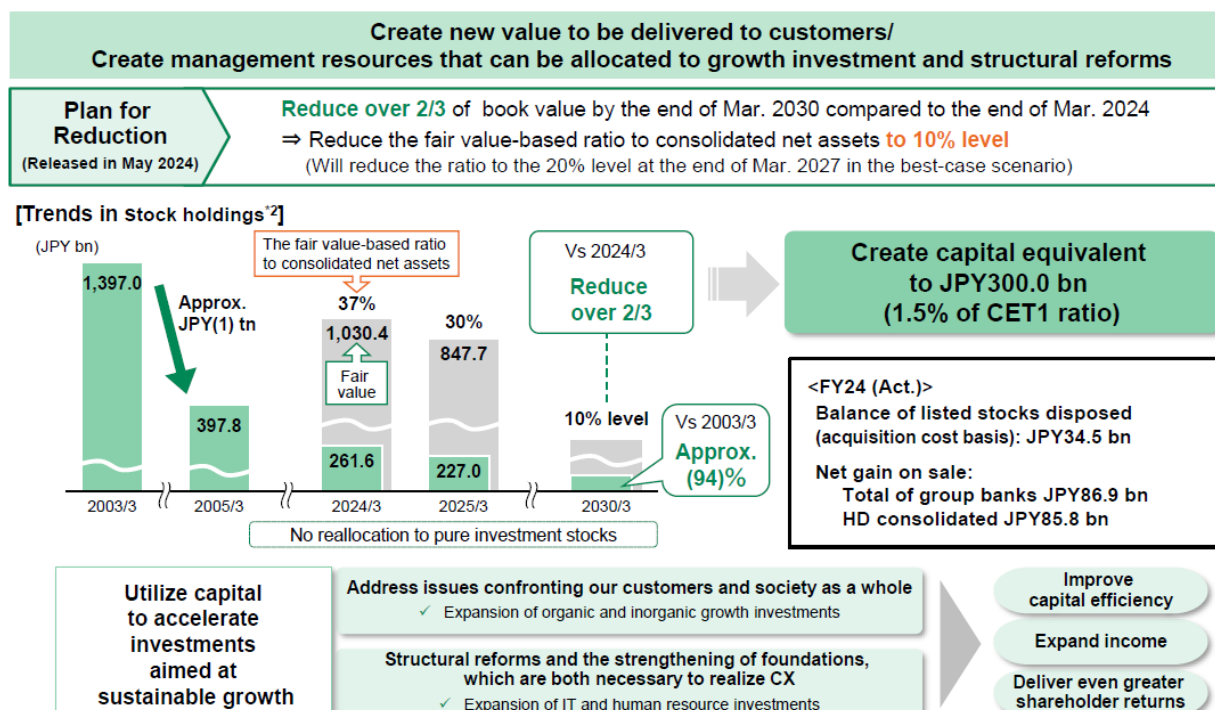 Create new value to be delivered to customers/
Create management resources that can be allocated to growth investment and structural reforms
Plan for
Reduction
(Released in May 2024)
Reduce over 2/3 of book value by the end of Mar. 2030 compared to the end of Mar. 2024
⇒ Reduce the fair value-based ratio to consolidated net assets to 10% level
(Will reduce the ratio to the 20% level at the end of Mar. 2027 in the best-case scenario)
[Trends in stock holdings*2]
(JPY bn)
1,397.0
Approx.
JPY(1) tn
397.8
The fair value-based ratio
to consolidated net assets
37%
1,030.4
Fair
value
261.6
30%
847.7
227.0
Vs 2024/3
Reduce
over 2/3
10% level
Vs 2003/3
Approx.
(94)%
2003/3
2005/3
2024/3
2025/3
2030/3
No reallocation to pure investment stocks
Create capital equivalent
to JPY300.0 bn
(1.5% of CET1 ratio)
<FY24 (Act.)>
Balance of listed stocks disposed
(acquisition cost basis): JPY34.5 bn
Net gain on sale:
Total of group banks JPY86.9 bn
HD consolidated JPY85.8 bn
Utilize capital
to accelerate
investments
aimed at
sustainable growth
Address issues confronting our customers and society as a whole
✓ Expansion of organic and inorganic growth investments
Structural reforms and the strengthening of foundations,
which are both necessary to realize CX
✓ Expansion of IT and human resource investments
Improve
capital efficiency
Expand income
Deliver even greater
shareholder returns